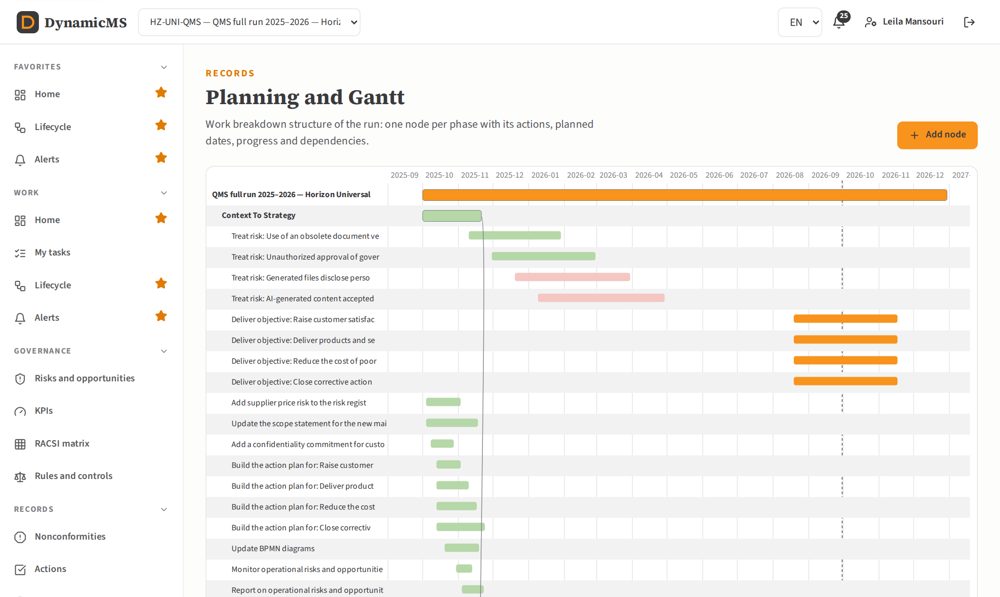 DynamicMS
HZ-UNI-QMS — QMS full run 2025–2026 — Horiz
EN
25
Leila Mansouri
FAVORITES
Home
Lifecycle
Alerts
WORK
Home
My tasks
Lifecycle
Alerts
GOVERNANCE
Risks and opportunities
KPIs
RACSI matrix
Rules and controls
RECORDS
Nonconformities
Actions
RECORDS
Planning and Gantt
Work breakdown structure of the run: one node per phase with its actions, planned
dates, progress and dependencies.
Add node
2025-09 2025-10 2025-11 2025-12 2026-01 2026-02 2026-03 2026-04 2026-05 2026-06 2026-07 2026-08 2026-09 2026-10 2026-11 2026-12 2027-
QMS full run 2025–2026 — Horizon Universal
Context To Strategy
Treat risk: Use of an obsolete document ve
Treat risk: Unauthorized approval of gover
Treat risk: Generated files disclose perso
Treat risk: AI-generated content accepted
Deliver objective: Raise customer satisfac
Deliver objective: Deliver products and se
Deliver objective: Reduce the cost of poor
Deliver objective: Close corrective action
Add supplier price risk to the risk regist
Update the scope statement for the new mai
Add a confidentiality commitment for custo
Build the action plan for: Raise customer
Build the action plan for: Deliver product
Build the action plan for: Reduce the cost
Build the action plan for: Close correctiv
Update BPMN diagrams
Monitor operational risks and opportunitie
Report on operational risks and opportunit